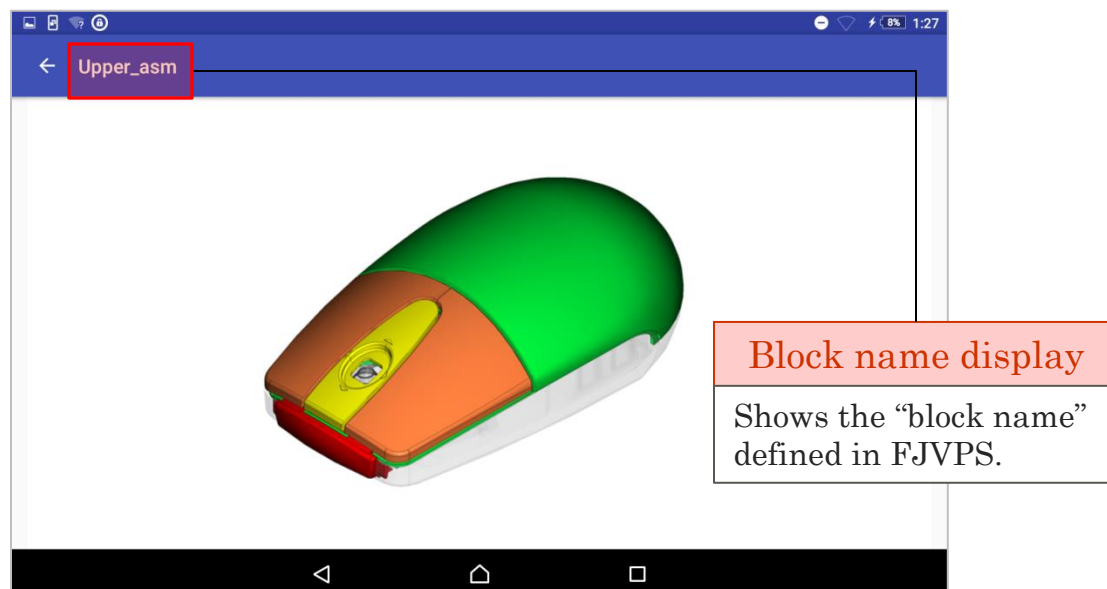 8% 1:27
Upper_asm
Block name display
Shows the “block name”
defined in FJVPS.